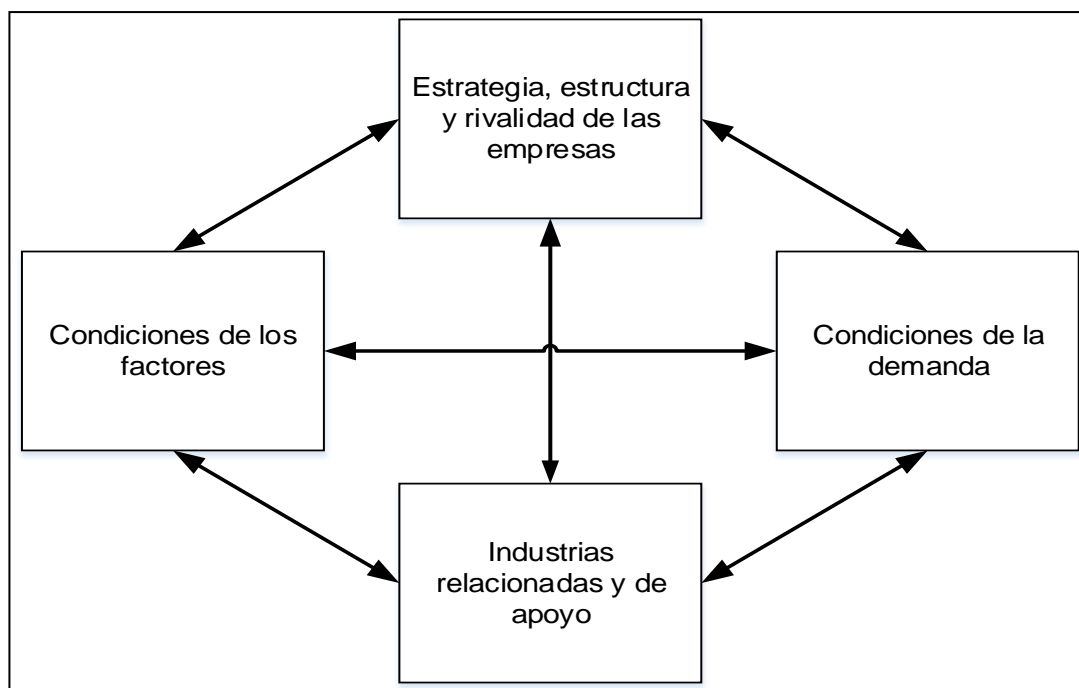 Estrategia, estructura
y rivalidad de las
empresas
Condiciones de los
factores
Condiciones de la
demanda
Industrias
relacionadas y de
apoyo